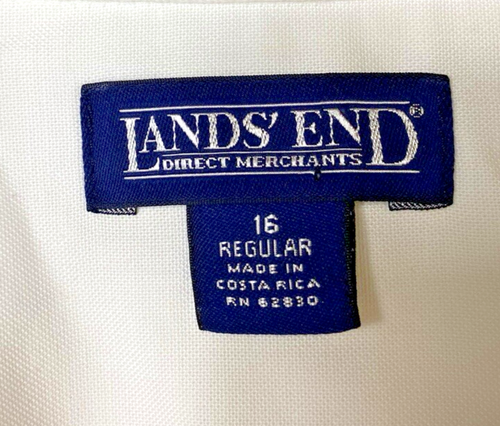 LANDS' END®
DIRECT MERCHANTS
16
REGULAR
MADE IN
COSTA RICA
RN 62830